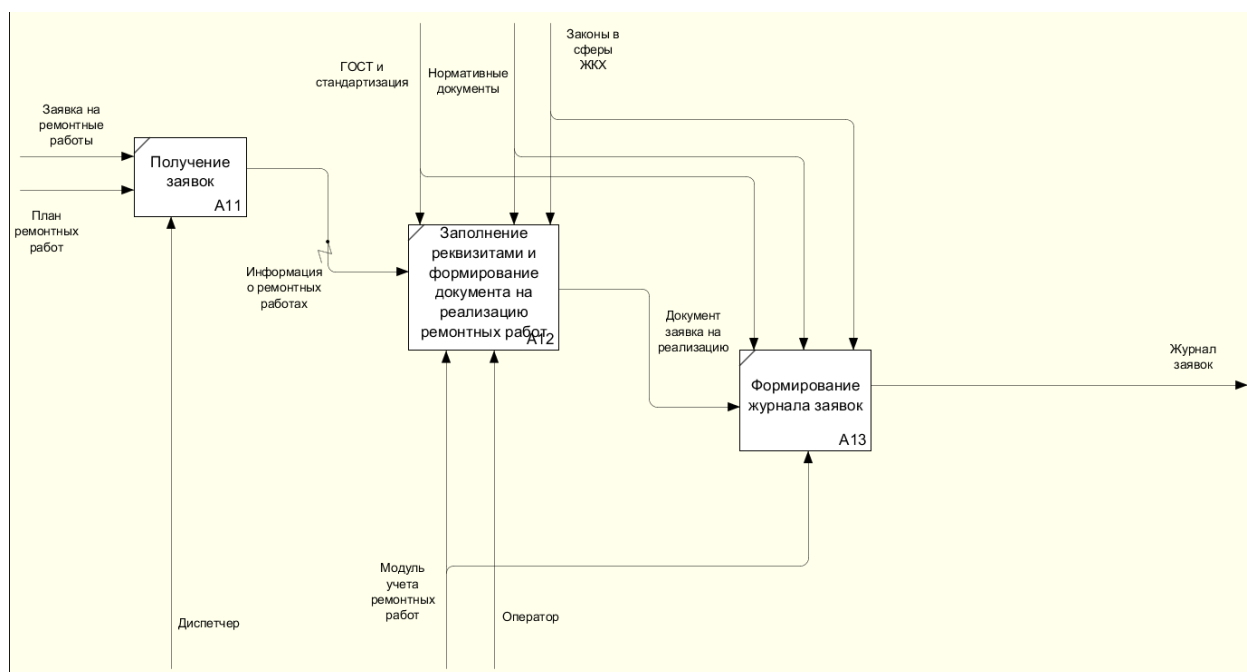 Законы в
сферы
ЖКХ
ГОСТ и
стандартизация
Нормативные
документы
Заявка на
ремонтные
работы
Получение
заявок
A11
План
ремонтных
работ
Заполнение
реквизитами и
формирование
документа на
реализацию
ремонтных работ
A12
Информация
о ремонтных
работах
Документ
заявка на
реализацию
Журнал
заявок
Формирование
журнала заявок
A13
Модуль
учета
ремонтных
работ
Оператор
Диспетчер